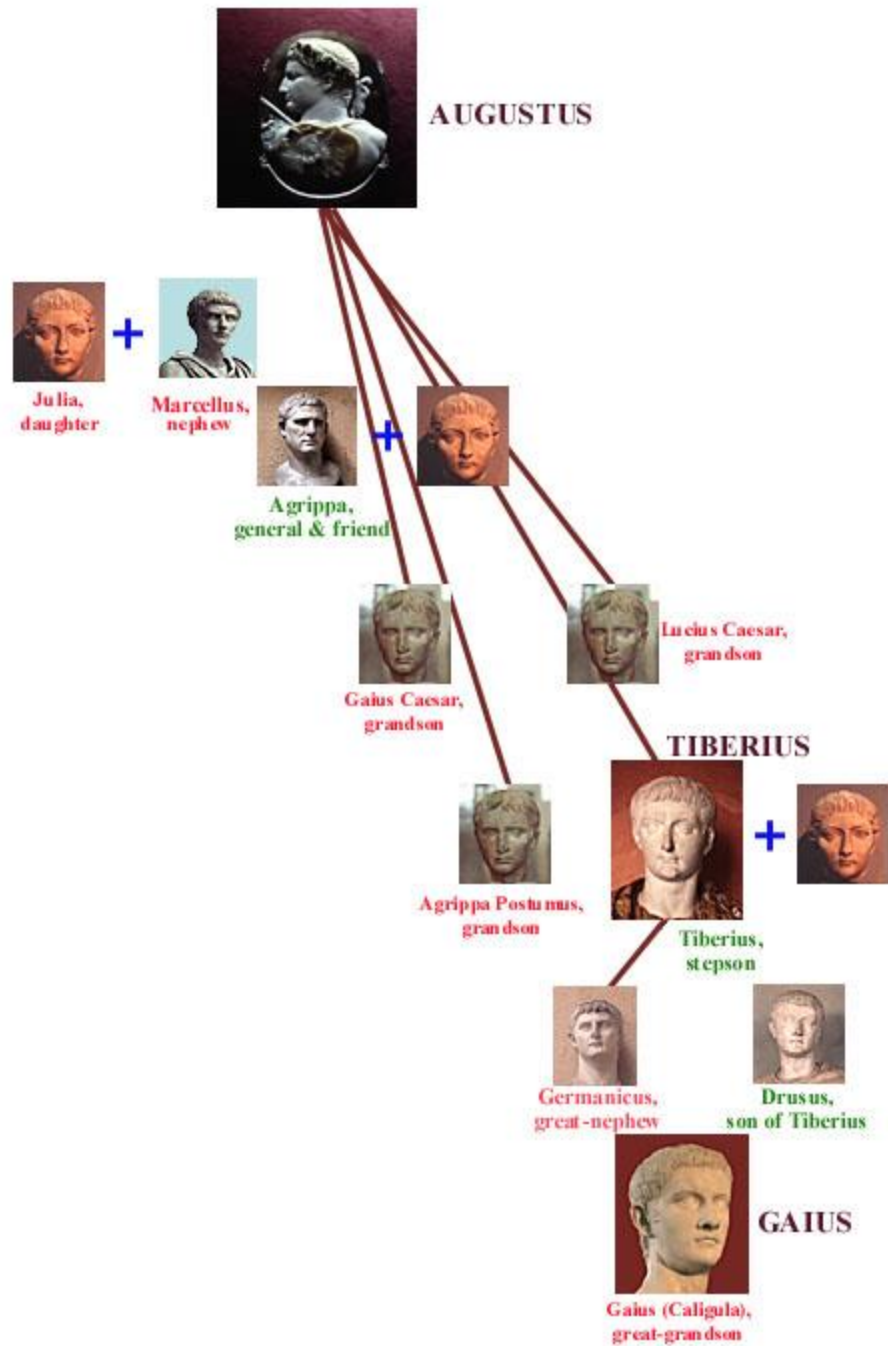 AUGUSTUS
Julia,
daughter
Marcellus,
nephew
Agrippa,
general & friend
Gaius Caesar,
grandson
Lucius Caesar,
grandson
TIBERIUS
Agrippa Postumus,
grandson
Tiberius,
stepson
Germanicus,
great-nephew
Drusus,
son of Tiberius
GAIUS
Gaius (Caligula),
great-grandson